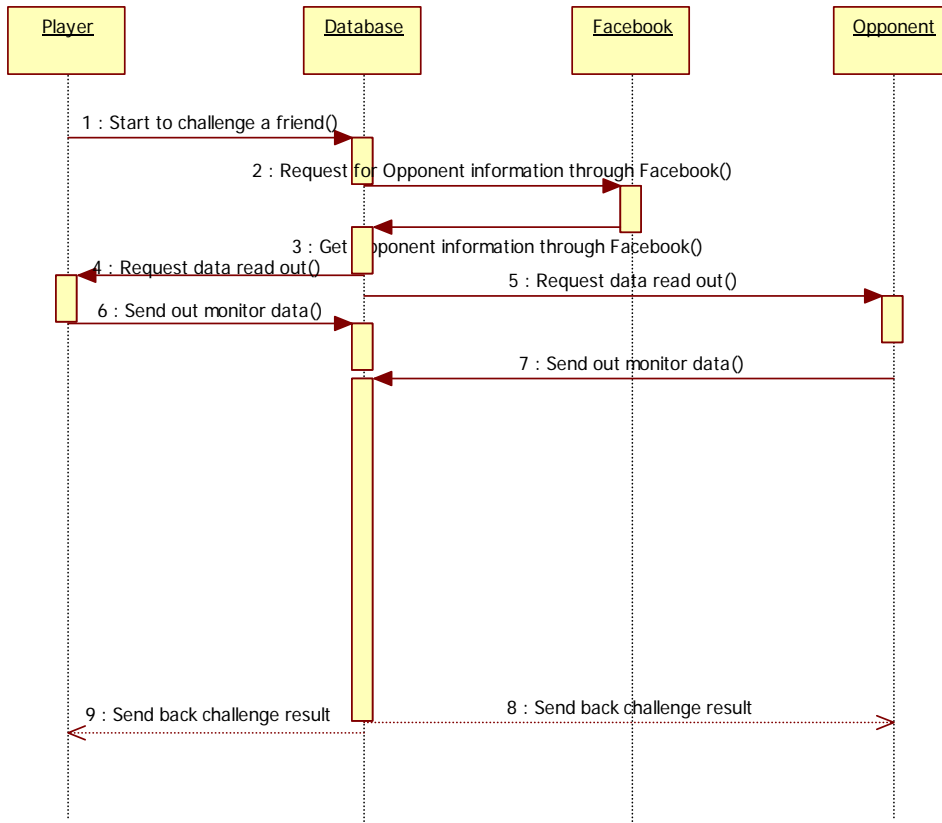 Player
Database
Facebook
Opponent
1 : Start to challenge a friend()
2 : Request for Opponent information through Facebook()
3 : Get Opponent information through Facebook()
4 : Request data read out()
5 : Request data read out()
6 : Send out monitor data()
7 : Send out monitor data()
8 : Send back challenge result
9 : Send back challenge result